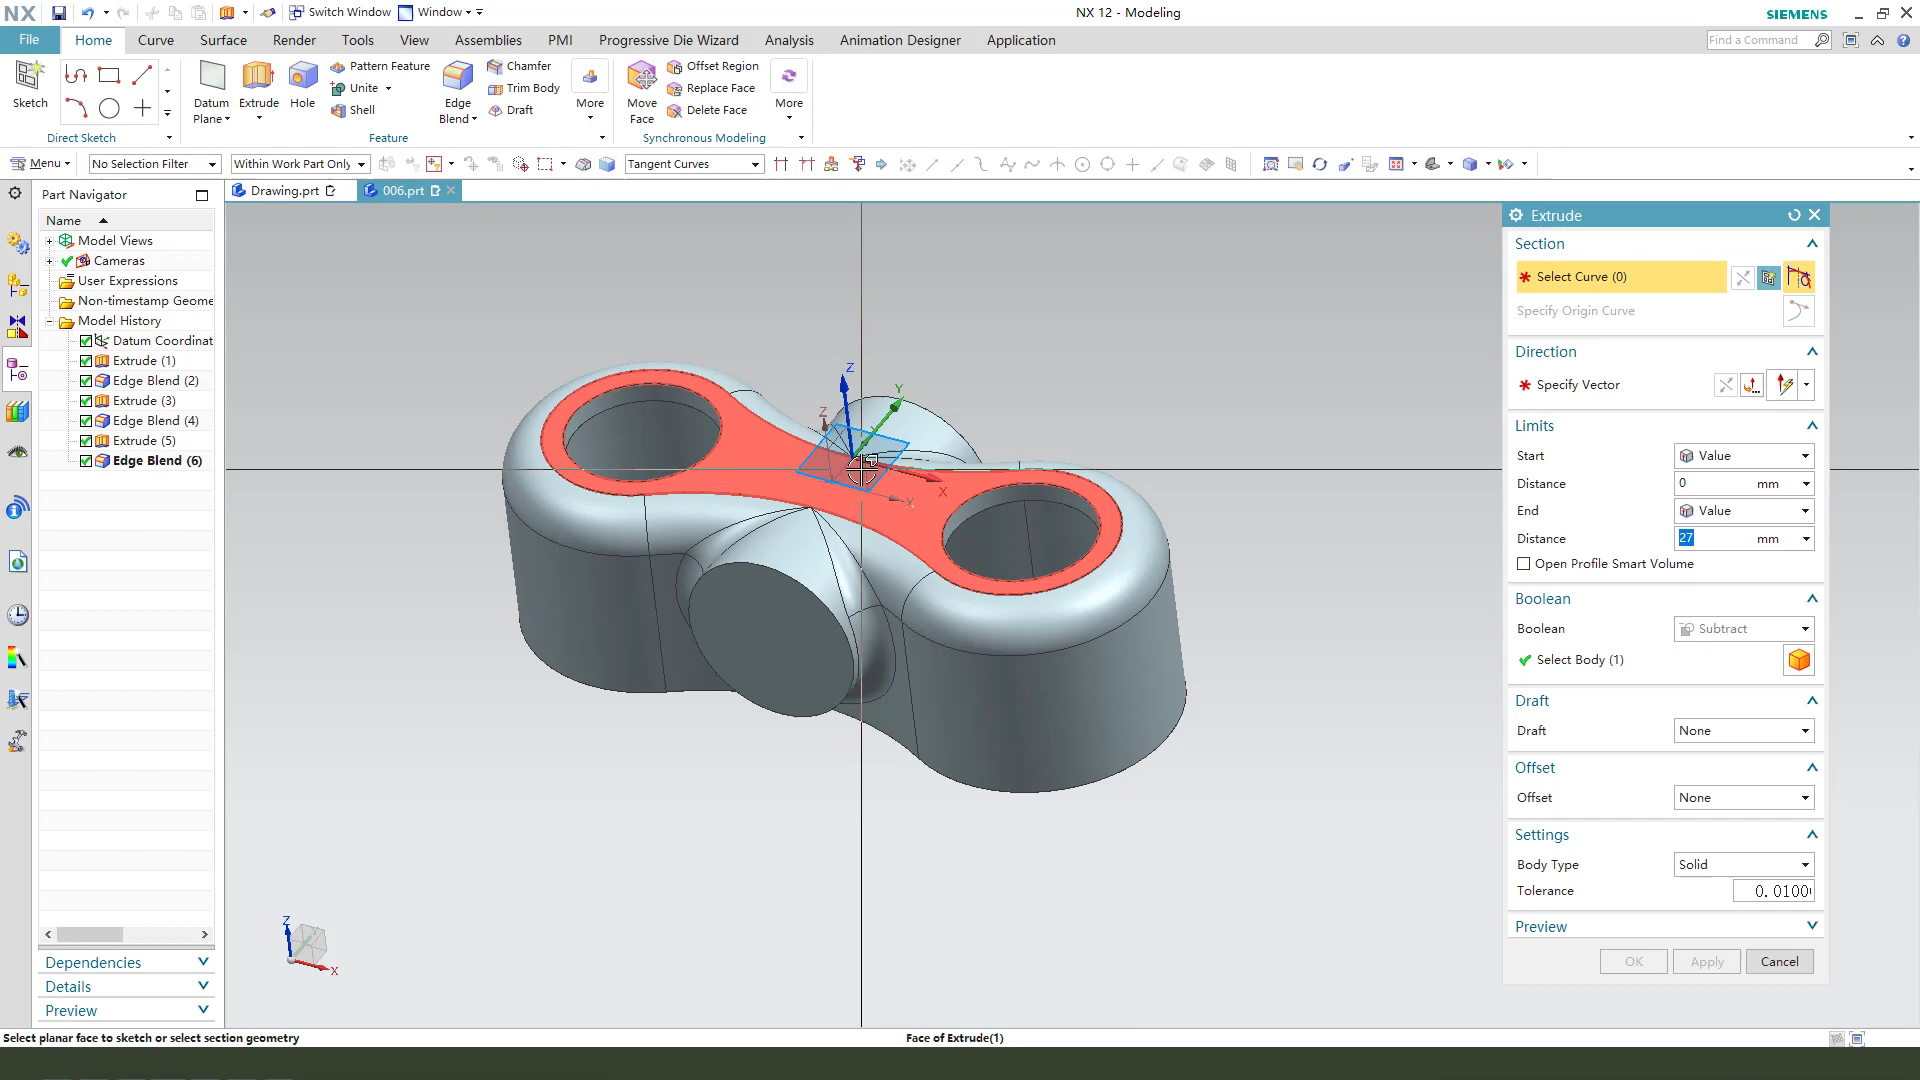 NX
Switch Window
Window
NX 12 - Modeling
SIEMENS
File
Home
Curve
Surface
Render
Tools
View
Assemblies
PMI
Progressive Die Wizard
Analysis
Animation Designer
Application
Find a Command
Sketch
Datum
Plane
Extrude
Hole
Pattern Feature
Unite
Shell
Edge
Blend
Chamfer
Trim Body
Draft
More
Move
Face
Offset Region
Replace Face
Delete Face
More
Direct Sketch
Feature
Synchronous Modeling
Menu
No Selection Filter
Within Work Part Only
Tangent Curves
Part Navigator
Drawing.prt
006.prt
Name
Model Views
Cameras
User Expressions
Non-timestamp Geome
Model History
Datum Coordinat
Extrude (1)
Edge Blend (2)
Extrude (3)
Edge Blend (4)
Extrude (5)
Edge Blend (6)
Dependencies
Details
Preview
Z
Y
Z
X
X
Z
X
Extrude
Section
Select Curve (0)
Specify Origin Curve
Direction
Specify Vector
Limits
Start
Value
Distance
0 mm
End
Value
Distance
27 mm
Open Profile Smart Volume
Boolean
Boolean
Subtract
Select Body (1)
Draft
Draft
None
Offset
Offset
None
Settings
Body Type
Solid
Tolerance
0.0100
Preview
OK
Apply
Cancel
Select planar face to sketch or select section geometry
Face of Extrude(1)